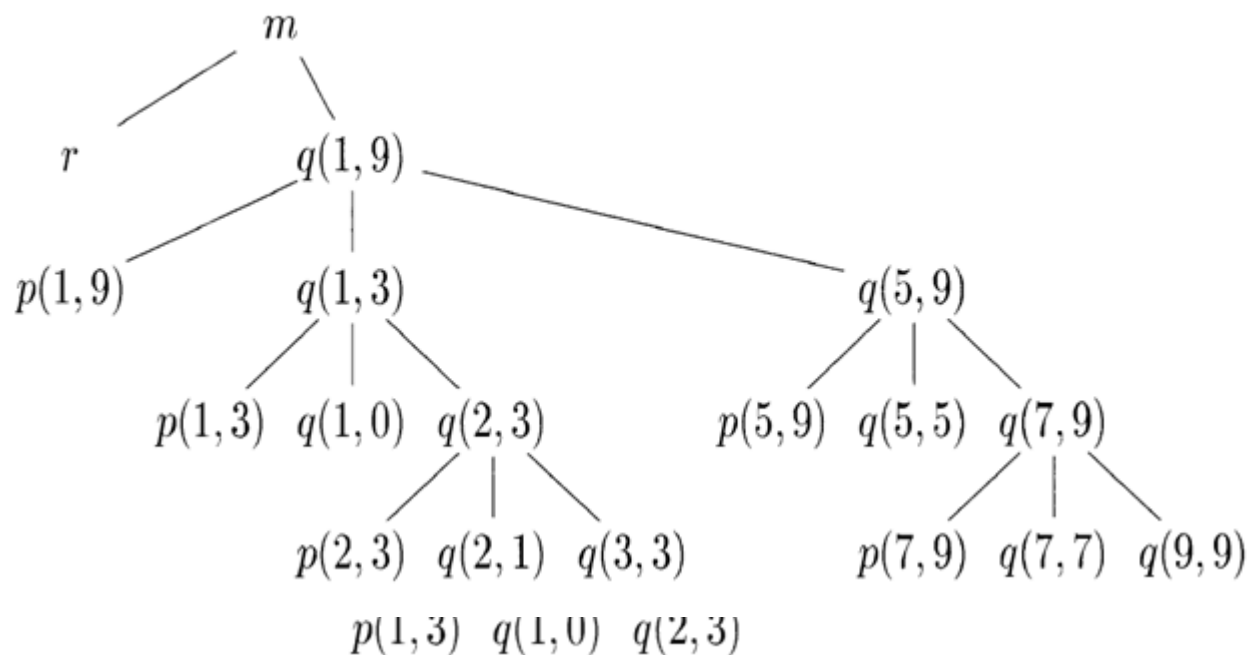 m
r q(1, 9)
p(1, 9) q(1, 3) q(5, 9)
p(1, 3) q(1, 0) q(2, 3) p(5, 9) q(5, 5) q(7, 9)
p(2, 3) q(2, 1) q(3, 3) p(7, 9) q(7, 7) q(9, 9)
p(1, 3) q(1, 0) q(2, 3)